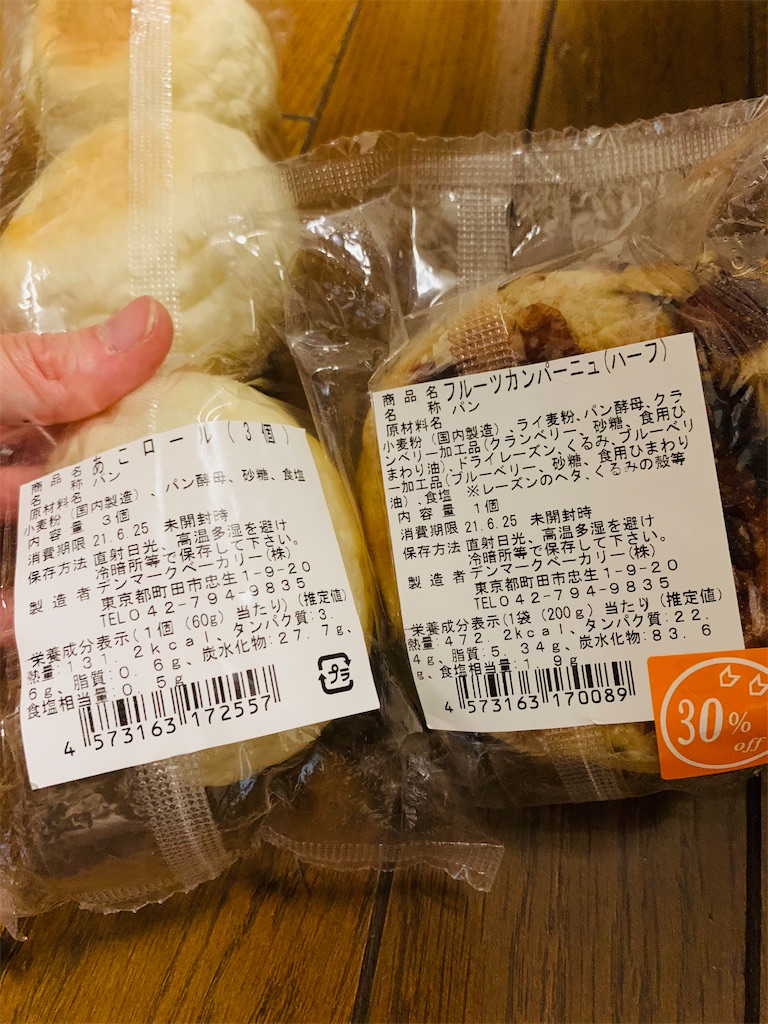 商品名 あこロール(3個)
名 称 パン
原材料名
小麦粉(国内製造)、パン酵母、砂糖、食塩
内 容 量 3個
消費期限 21.6.25 未開封時
保存方法 直射日光、高温多湿を避け
冷暗所等で保存して下さい。
製 造 者 デンマークベーカリー(株)
東京都町田市忠生1-9-20
TEL042-794-9835
栄養成分表示(1個(60g)当たり)(推定値)
熱量:131.2kcal、タンパク質:3.
6g、脂質:0.6g、炭水化物:27.7g、
食塩相当量:0.5g
プラ
4 573163 172557
商品名 フルーツカンパーニュ(ハーフ)
名 称 パン
原材料名
小麦粉(国内製造)、ライ麦粉、パン酵母、クラ
ンベリー加工品(クランベリー、砂糖、食用ひ
まわり油)、ドライレーズン、くるみ、ブルーベリ
ー加工品(ブルーベリー、砂糖、食用ひまわり
油)、食塩 ※レーズンのヘタ、くるみの殻等
内 容 量 1個
消費期限 21.6.25 未開封時
保存方法 直射日光、高温多湿を避け
冷暗所等で保存して下さい。
製 造 者 デンマークベーカリー(株)
東京都町田市忠生1-9-20
TEL042-794-9835
栄養成分表示(1袋(200g)当たり(推定値)
熱量:472.2kcal、タンパク質:22.
4g、脂質:5.34g、炭水化物:83.6
g、食塩相当量:1.9g
4 573163 170089
30% off